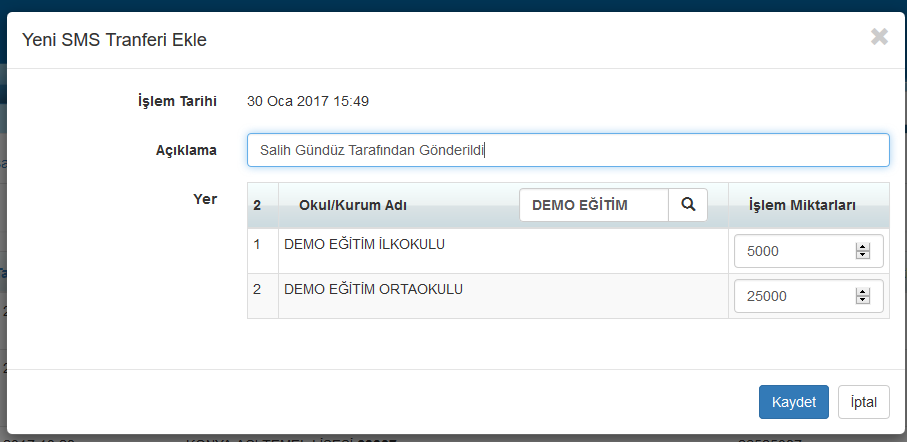 Yeni SMS Tranferi Ekle
İşlem Tarihi 30 Oca 2017 15:49
Açıklama Salih Gündüz Tarafından Gönderildi
Yer
2 Okul/Kurum Adı DEMO EĞİTİM İşlem Miktarları
1 DEMO EĞİTİM İLKOKULU 5000
2 DEMO EĞİTİM ORTAOKULU 25000
Kaydet İptal